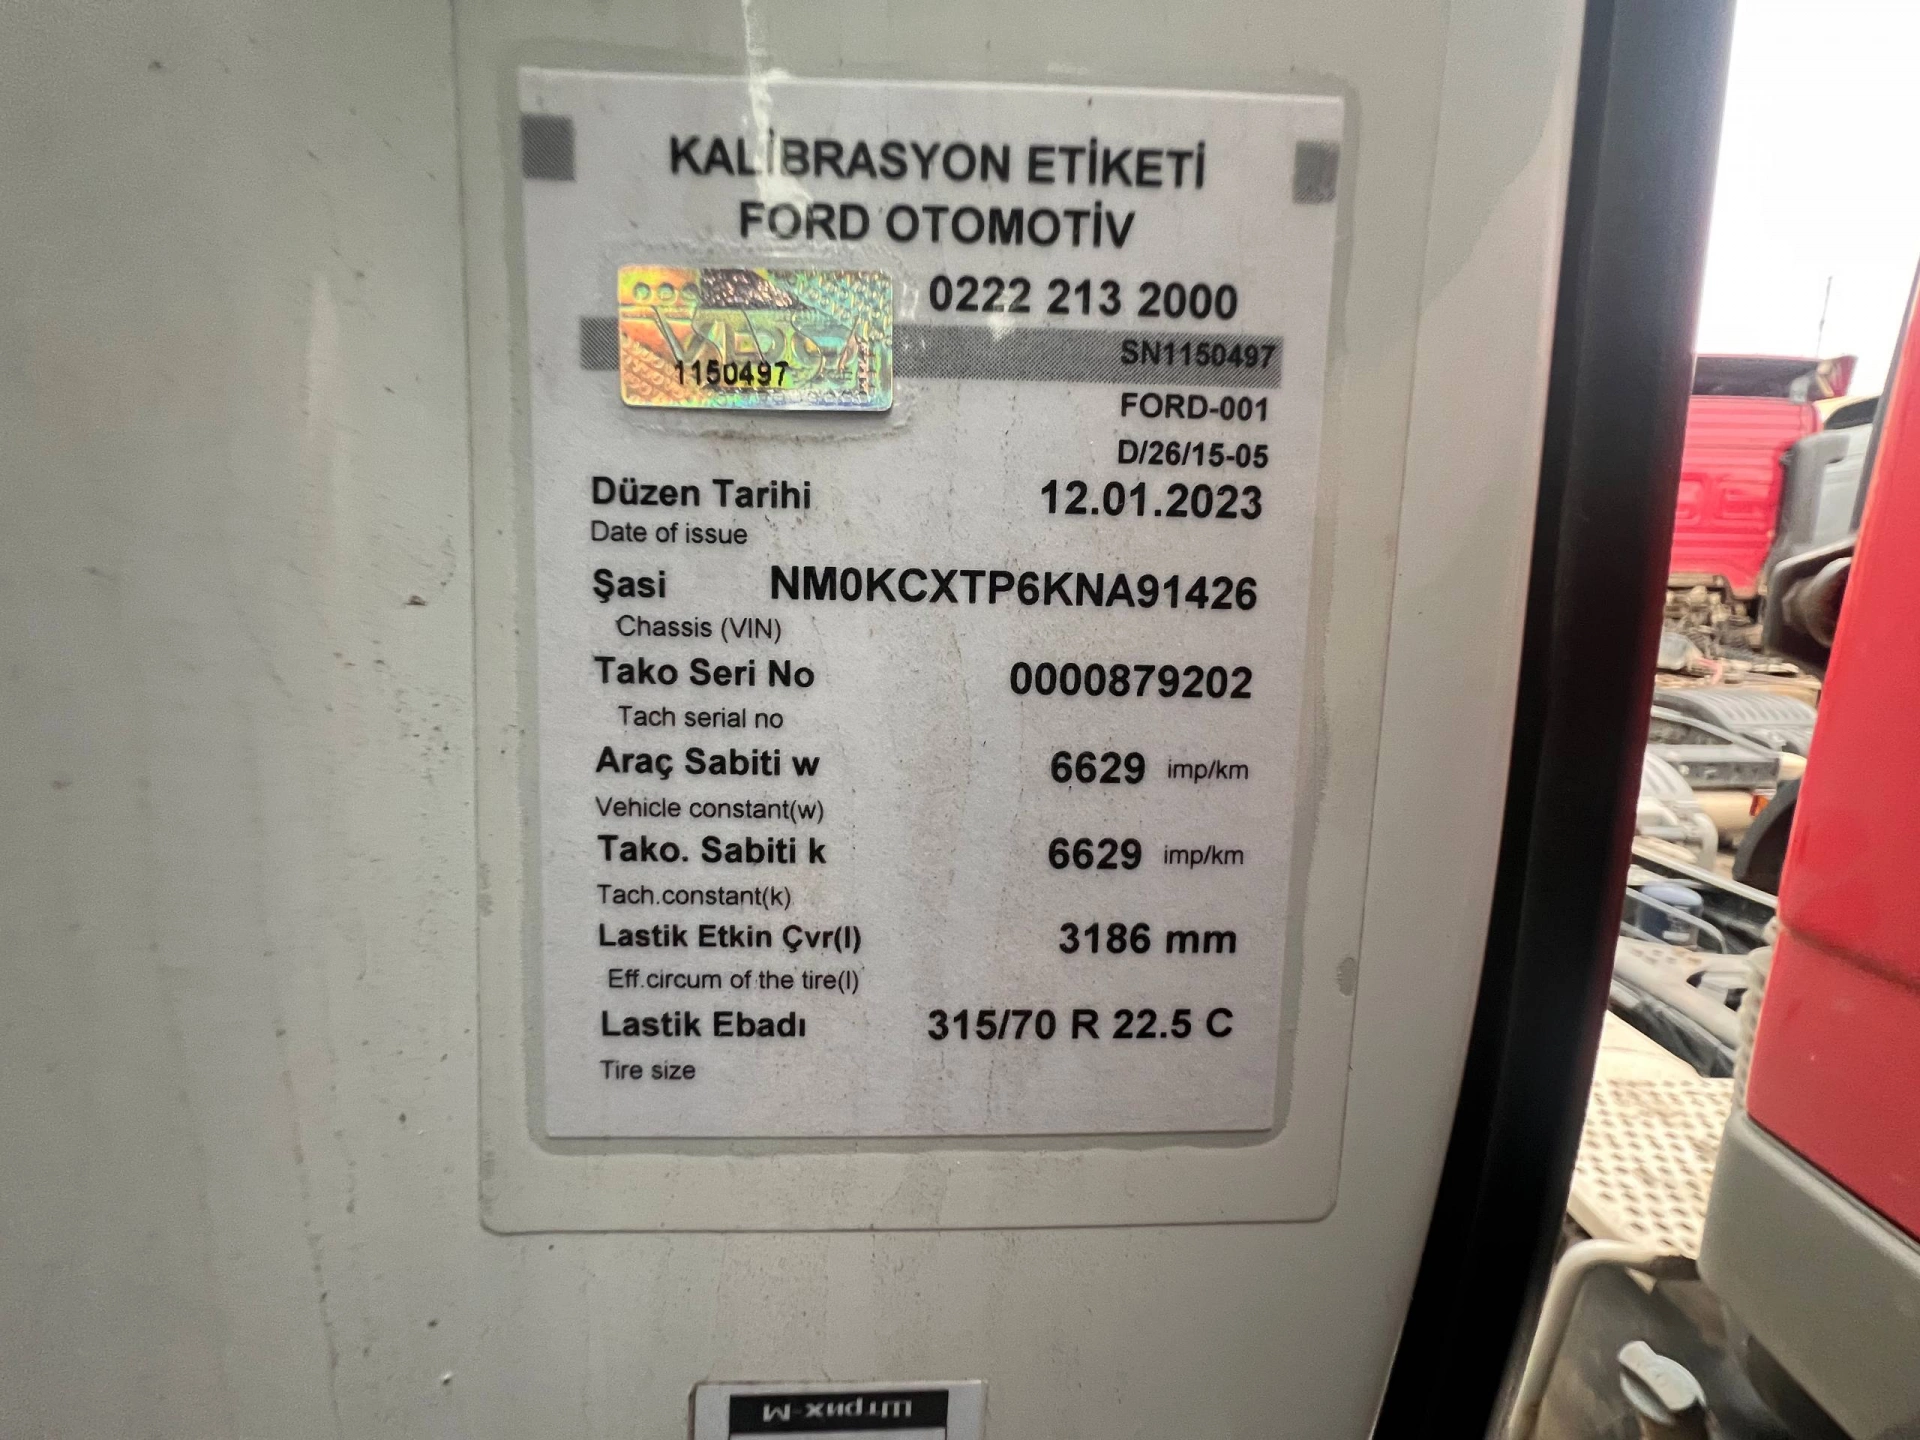 KALİBRASYON ETİKETİ
FORD OTOMOTİV
0222 213 2000
SN1150497
VDO
1150497
FORD-001
D/26/15-05
Düzen Tarihi 12.01.2023
Date of issue
Şasi NM0KCXTP6KNA91426
Chassis (VIN)
Tako Seri No 0000879202
Tach serial no
Araç Sabiti w 6629 imp/km
Vehicle constant(w)
Tako. Sabiti k 6629 imp/km
Tach.constant(k)
Lastik Etkin Çvr(l) 3186 mm
Eff.circum of the tire(l)
Lastik Ebadı 315/70 R 22.5 C
Tire size
Штрих-М